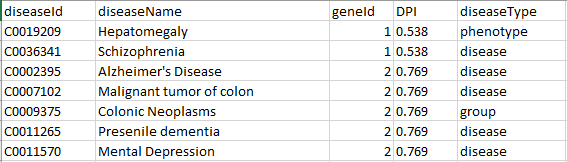 diseaseId diseaseName geneId DPI diseaseType
C0019209 Hepatomegaly 1 0.538 phenotype
C0036341 Schizophrenia 1 0.538 disease
C0002395 Alzheimer's Disease 2 0.769 disease
C0007102 Malignant tumor of colon 2 0.769 disease
C0009375 Colonic Neoplasms 2 0.769 group
C0011265 Presenile dementia 2 0.769 disease
C0011570 Mental Depression 2 0.769 disease